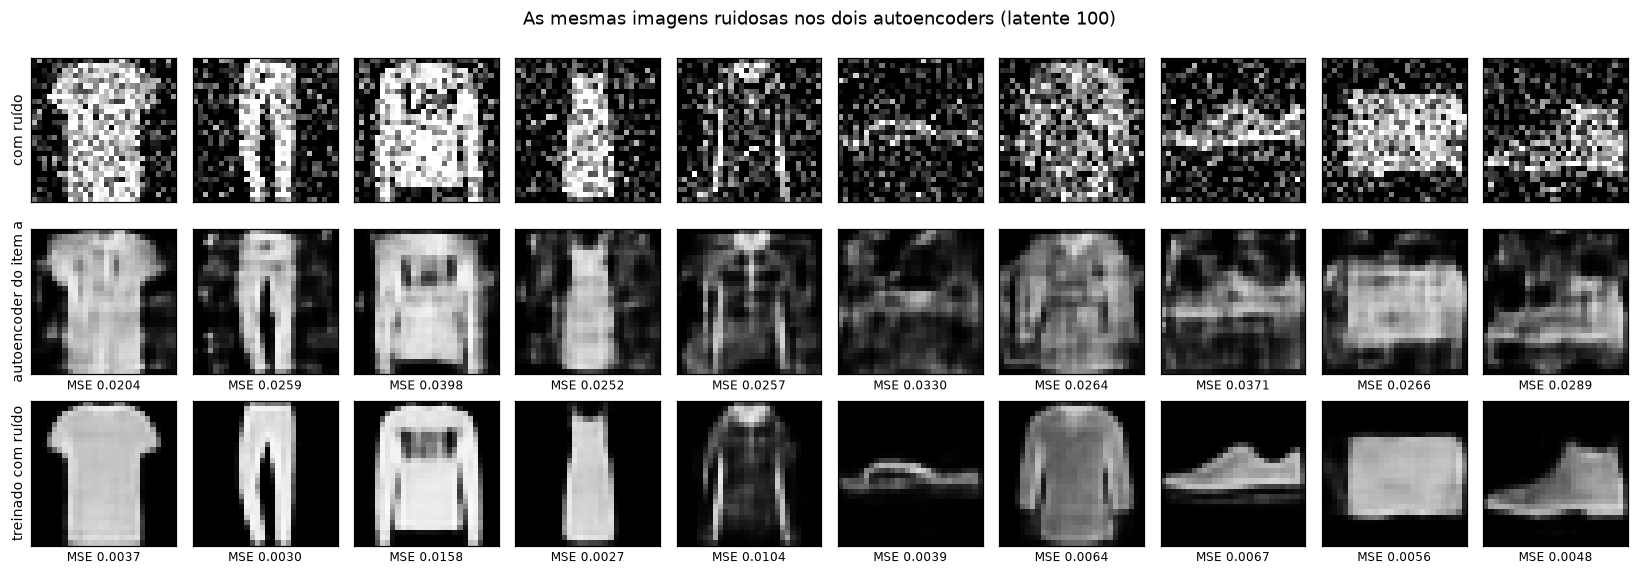 As mesmas imagens ruidosas nos dois autoencoders (latente 100)
com ruído
autoencoder do item a
MSE 0.0204 MSE 0.0259 MSE 0.0398 MSE 0.0252 MSE 0.0257 MSE 0.0330 MSE 0.0264 MSE 0.0371 MSE 0.0266 MSE 0.0289
treinado com ruído
MSE 0.0037 MSE 0.0030 MSE 0.0158 MSE 0.0027 MSE 0.0104 MSE 0.0039 MSE 0.0064 MSE 0.0067 MSE 0.0056 MSE 0.0048